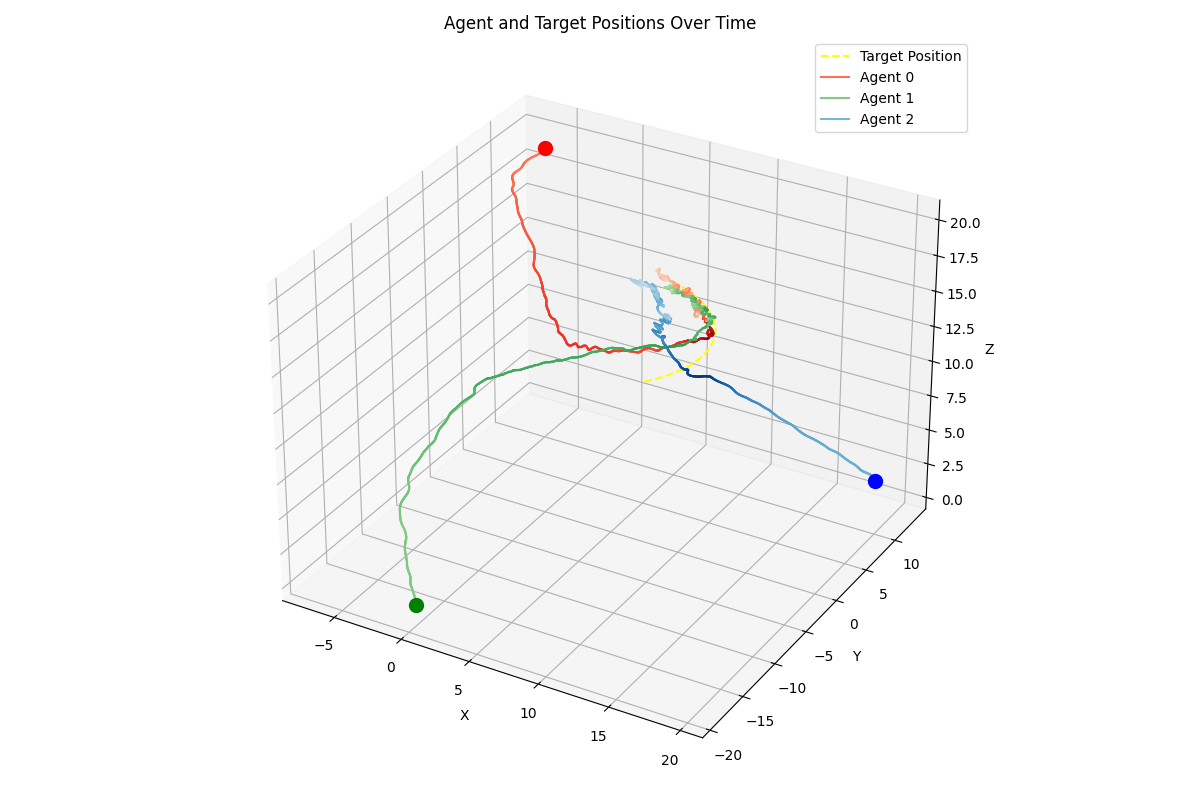 Agent and Target Positions Over Time
Target Position
Agent 0
Agent 1
Agent 2
20.0
17.5
15.0
12.5
10.0
7.5
5.0
2.5
0.0
Z
10
5
0
−5
−10
−15
−20
Y
−5
0
5
10
15
20
X